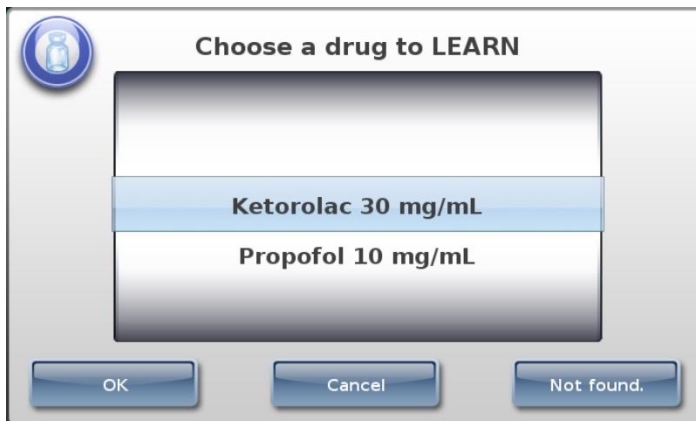 Choose a drug to LEARN
Ketorolac 30 mg/mL
Propofol 10 mg/mL
OK
Cancel
Not found.